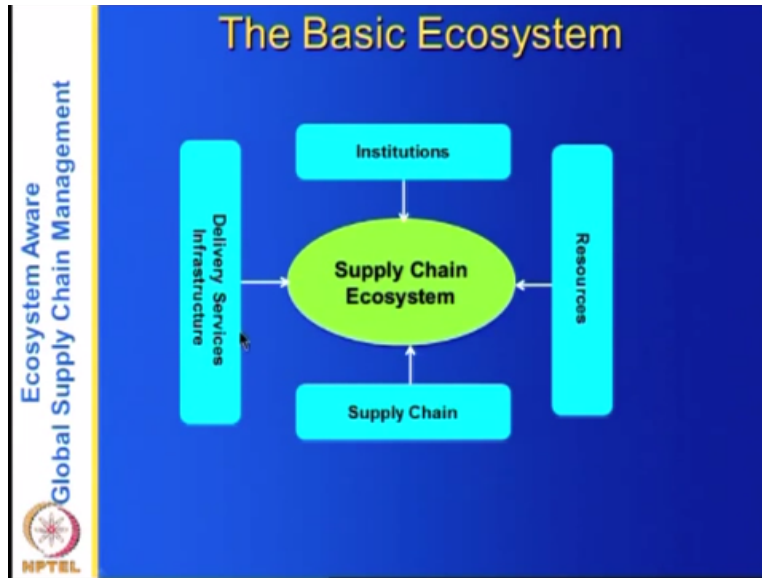 The Basic Ecosystem
Ecosystem Aware
Global Supply Chain Management
Institutions
Delivery Services
Infrastructure
Supply Chain
Ecosystem
Resources
Supply Chain
NPTEL